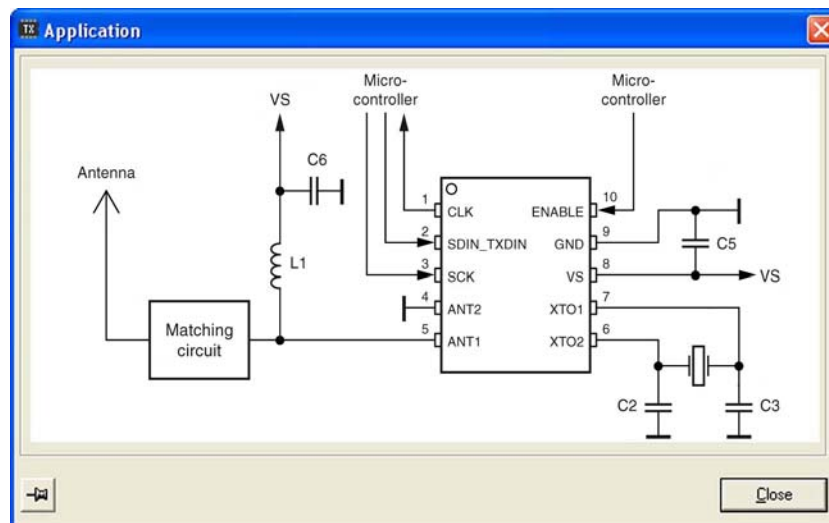 TX Application
Micro-
controller
Micro-
controller
VS
C6
Antenna
1
CLK
ENABLE
10
2
SDIN_TXDIN
GND
9
C5
L1
3
SCK
VS
8
VS
4
ANT2
XTO1
7
Matching
circuit
5
ANT1
XTO2
6
C2
C3
Close